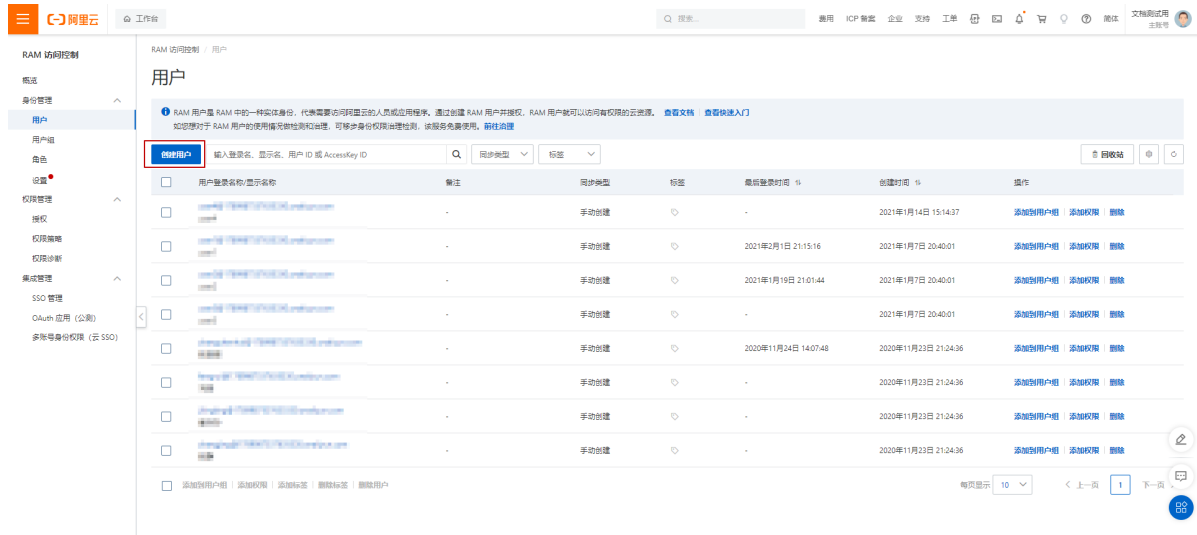 阿里云 工作台 搜索... 费用 ICP 备案 企业 支持 工单 简体 文档测试用
主账号
RAM 访问控制
概览
身份管理
用户
用户组
角色
设置
权限管理
授权
权限策略
权限诊断
集成管理
SSO 管理
OAuth 应用（公测）
多账号身份权限（云 SSO）
RAM 访问控制 / 用户
用户
RAM 用户是 RAM 中的一种实体身份，代表需要访问阿里云的人员或应用程序。通过创建 RAM 用户并授权，RAM 用户就可以访问有权限的云资源。 查看文档 查看快速入门
如您想对于 RAM 用户的使用情况做检测和治理，可移步身份权限治理检测，该服务免费使用。前往治理
创建用户 输入登录名、显示名、用户 ID 或 AccessKey ID 同步类型 标签 回收站
用户登录名称/显示名称 备注 同步类型 标签 最后登录时间 创建时间 操作
- 手动创建 - 2021年1月14日 15:14:37 添加到用户组 添加权限 删除
- 手动创建 2021年2月1日 21:15:16 2021年1月7日 20:40:01 添加到用户组 添加权限 删除
- 手动创建 2021年1月19日 21:01:44 2021年1月7日 20:40:01 添加到用户组 添加权限 删除
- 手动创建 - 2021年1月7日 20:40:01 添加到用户组 添加权限 删除
- 手动创建 2020年11月24日 14:07:48 2020年11月23日 21:24:36 添加到用户组 添加权限 删除
- 手动创建 - 2020年11月23日 21:24:36 添加到用户组 添加权限 删除
- 手动创建 - 2020年11月23日 21:24:36 添加到用户组 添加权限 删除
- 手动创建 - 2020年11月23日 21:24:36 添加到用户组 添加权限 删除
添加到用户组 添加权限 添加标签 删除标签 删除用户 每页显示 10 上一页 1 下一页